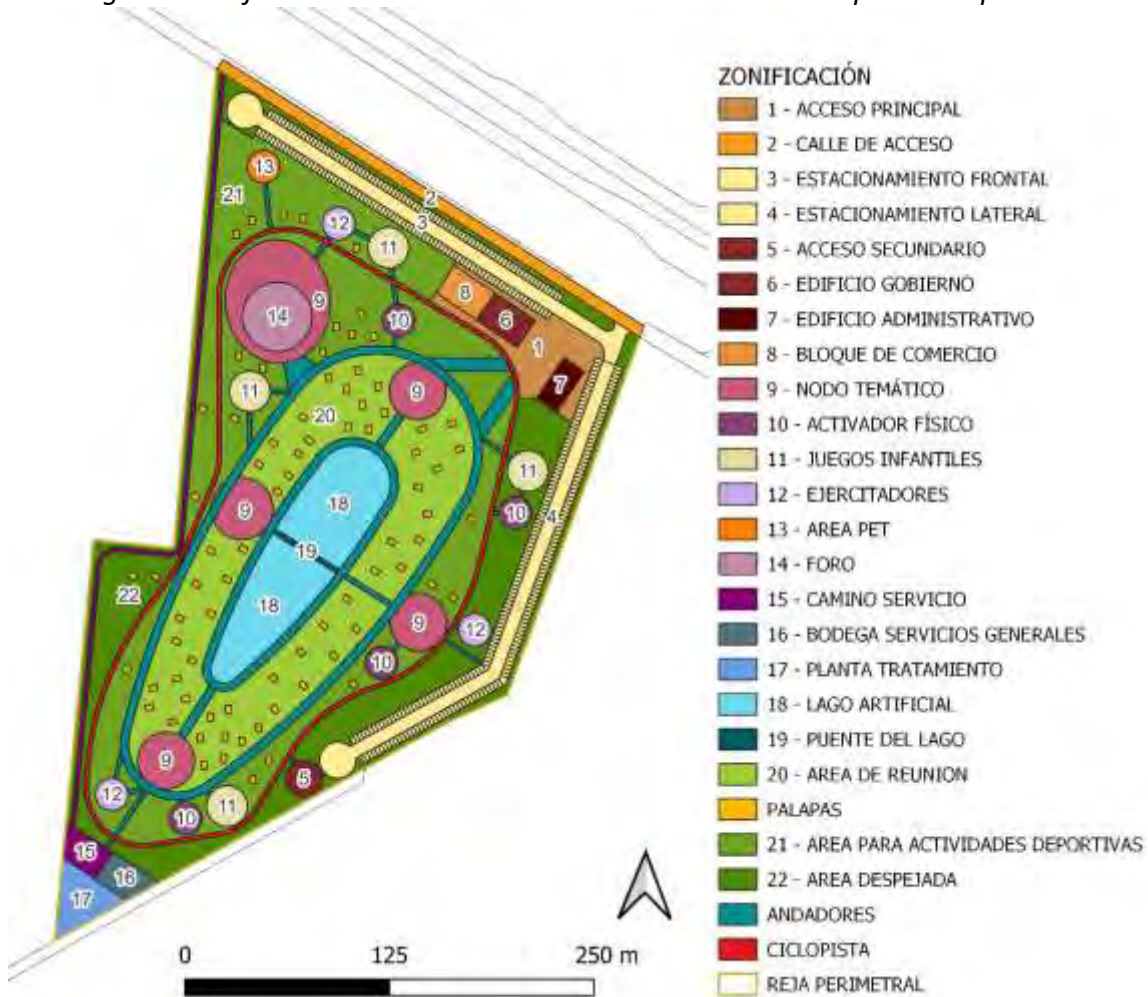 13
21
2
3
12
11
8
9
14
6
10
1
7
11
9
20
11
18
9
10
4
19
22
18
9
12
10
9
5
12
10
11
15
16
17
0 125 250 m
ZONIFICACIÓN
1 - ACCESO PRINCIPAL
2 - CALLE DE ACCESO
3 - ESTACIONAMIENTO FRONTAL
4 - ESTACIONAMIENTO LATERAL
5 - ACCESO SECUNDARIO
6 - EDIFICIO GOBIERNO
7 - EDIFICIO ADMINISTRATIVO
8 - BLOQUE DE COMERCIO
9 - NODO TEMÁTICO
10 - ACTIVADOR FÍSICO
11 - JUEGOS INFANTILES
12 - EJERCITADORES
13 - AREA PET
14 - FORO
15 - CAMINO SERVICIO
16 - BODEGA SERVICIOS GENERALES
17 - PLANTA TRATAMIENTO
18 - LAGO ARTIFICIAL
19 - PUENTE DEL LAGO
20 - AREA DE REUNION
PALAPAS
21 - AREA PARA ACTIVIDADES DEPORTIVAS
22 - AREA DESPEJADA
ANDADORES
CICLOPISTA
REJA PERIMETRAL